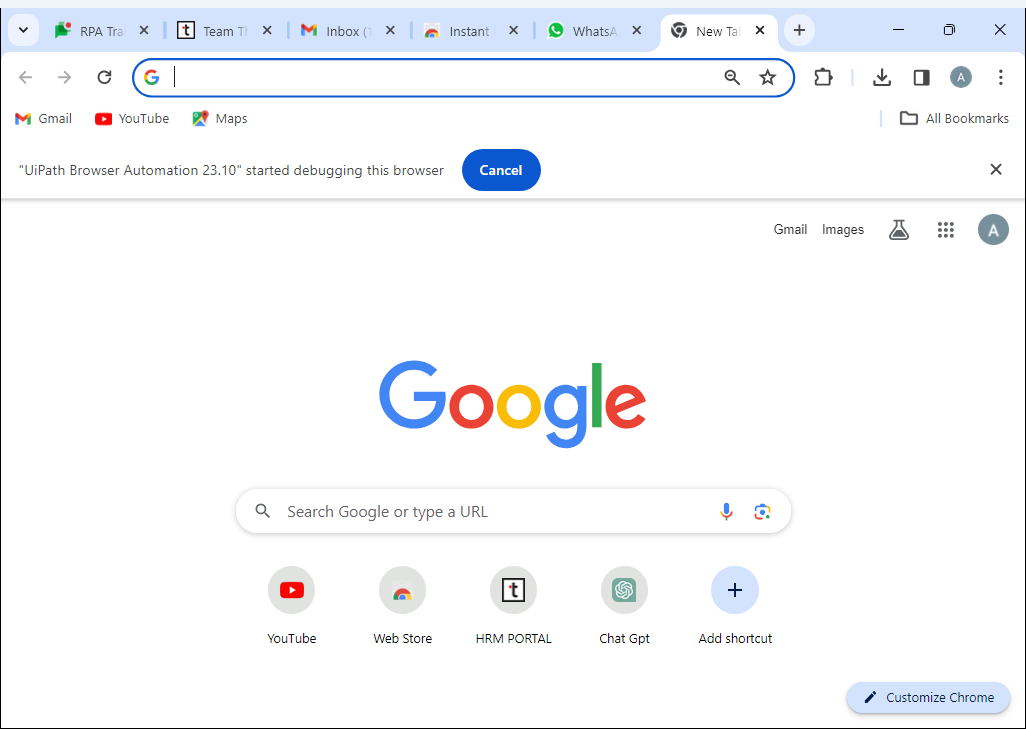 RPA Tra
Team Th
Inbox (1
Instant
WhatsA
New Tab
Gmail
YouTube
Maps
All Bookmarks
"UiPath Browser Automation 23.10" started debugging this browser
Cancel
Gmail
Images
A
Google
Search Google or type a URL
YouTube
Web Store
HRM PORTAL
Chat Gpt
Add shortcut
Customize Chrome